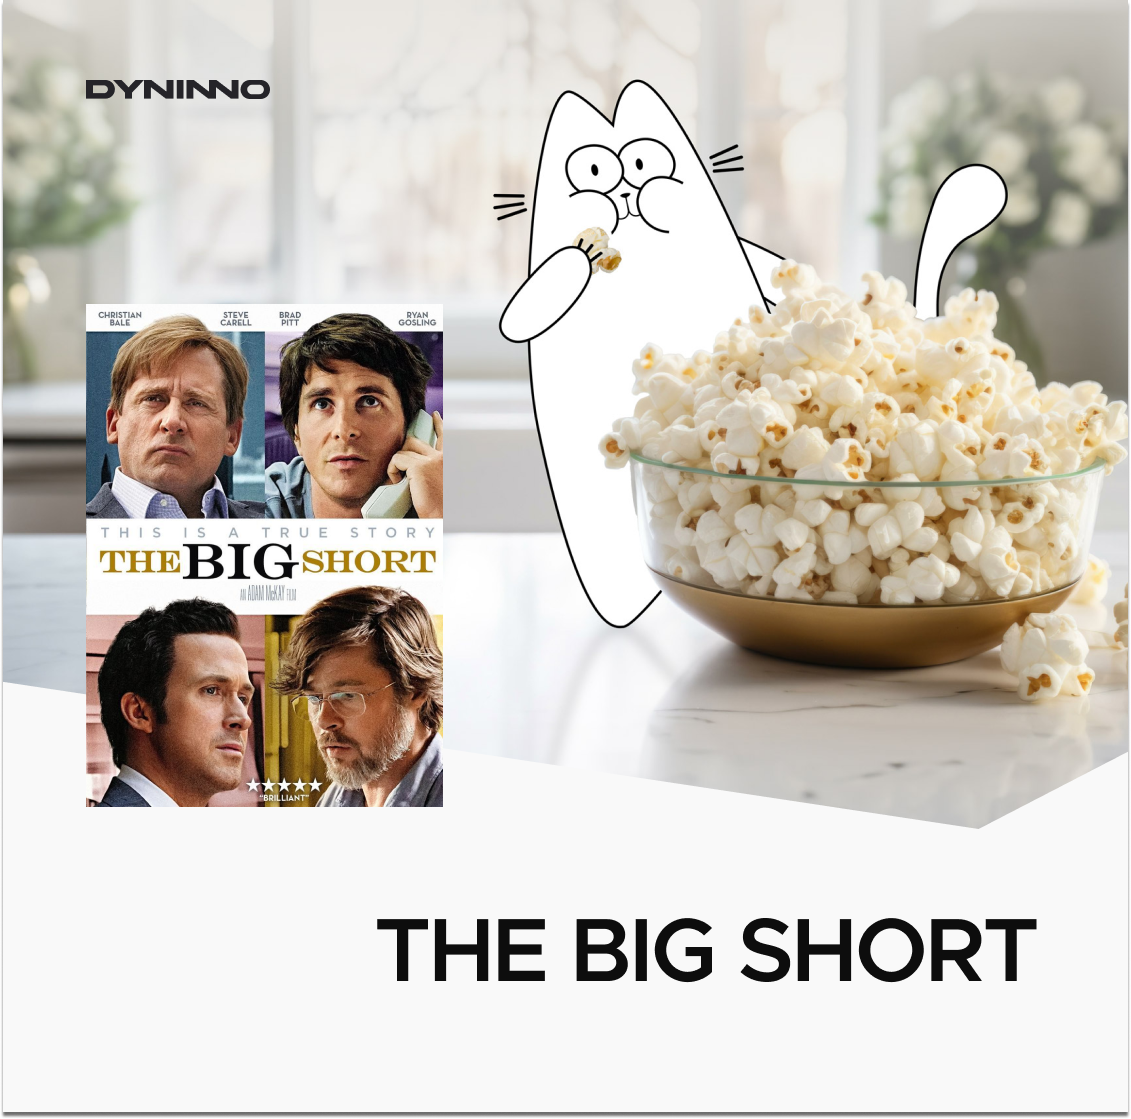 DYNINNO
CHRISTIAN BALE
STEVE CARELL
BRAD PITT
RYAN GOSLING
THIS IS A TRUE STORY
THE BIG SHORT
AN ADAM McKAY FILM
★★★★★
"BRILLIANT"
THE BIG SHORT